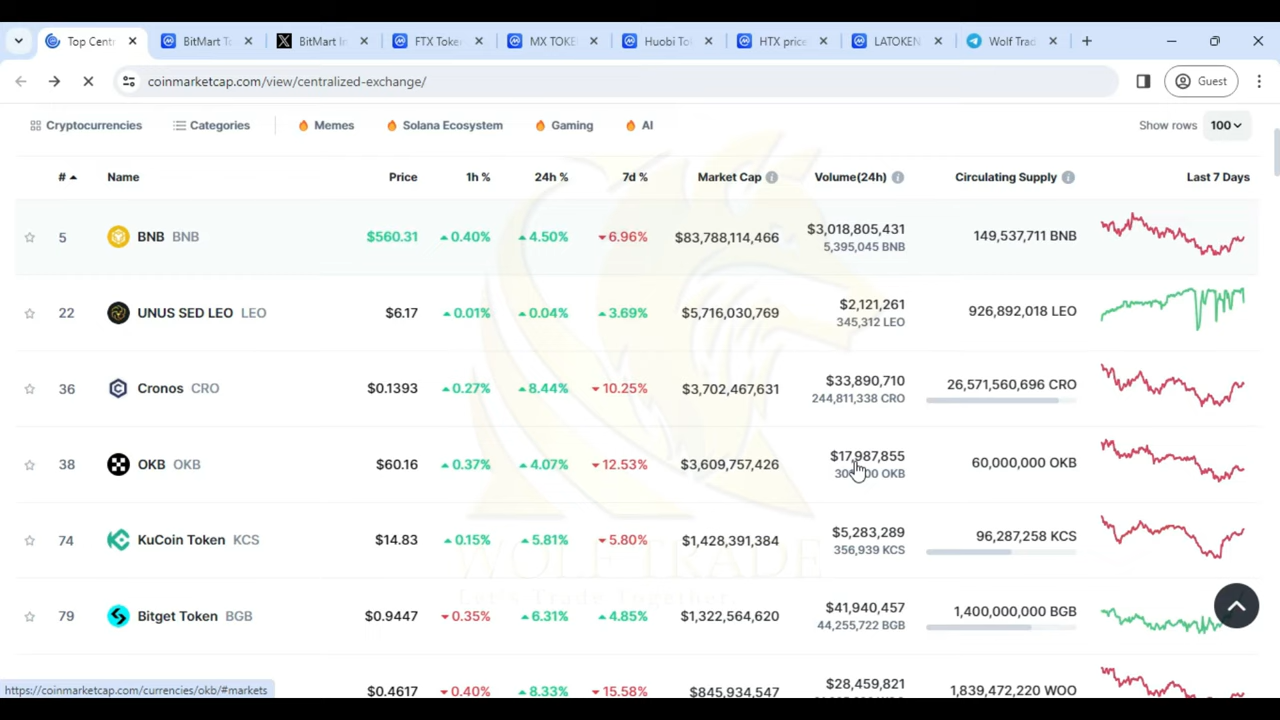 Top Cent
BitMart To
BitMart In
FTX Toke
MX TOKE
Huobi To
HTX price
LATOKEN
Wolf Trad
coinmarketcap.com/view/centralized-exchange/
Guest
Cryptocurrencies Categories Memes Solana Ecosystem Gaming AI Show rows 100
# Name Price 1h % 24h % 7d % Market Cap Volume(24h) Circulating Supply Last 7 Days
5 BNB BNB $560.31 0.40% 4.50% 6.96% $83,788,114,466 $3,018,805,431 149,537,711 BNB
5,395,045 BNB
22 UNUS SED LEO LEO $6.17 0.01% 0.04% 3.69% $5,716,030,769 $2,121,261 926,892,018 LEO
345,312 LEO
36 Cronos CRO $0.1393 0.27% 8.44% 10.25% $3,702,467,631 $33,890,710 26,571,560,696 CRO
244,811,338 CRO
38 OKB OKB $60.16 0.37% 4.07% 12.53% $3,609,757,426 $17,987,855 60,000,000 OKB
OKB
74 KuCoin Token KCS $14.83 0.15% 5.81% 5.80% $1,428,391,384 $5,283,289 96,287,258 KCS
356,939 KCS
WOLF TRADE
Let's Trade Together.
79 Bitget Token BGB $0.9447 0.35% 6.31% 4.85% $1,322,564,620 $41,940,457 1,400,000,000 BGB
44,255,722 BGB
$0.4617 0.40% 8.33% 15.58% $845,934,547 $28,459,821 1,839,472,220 WOO
https://coinmarketcap.com/currencies/okb/#markets